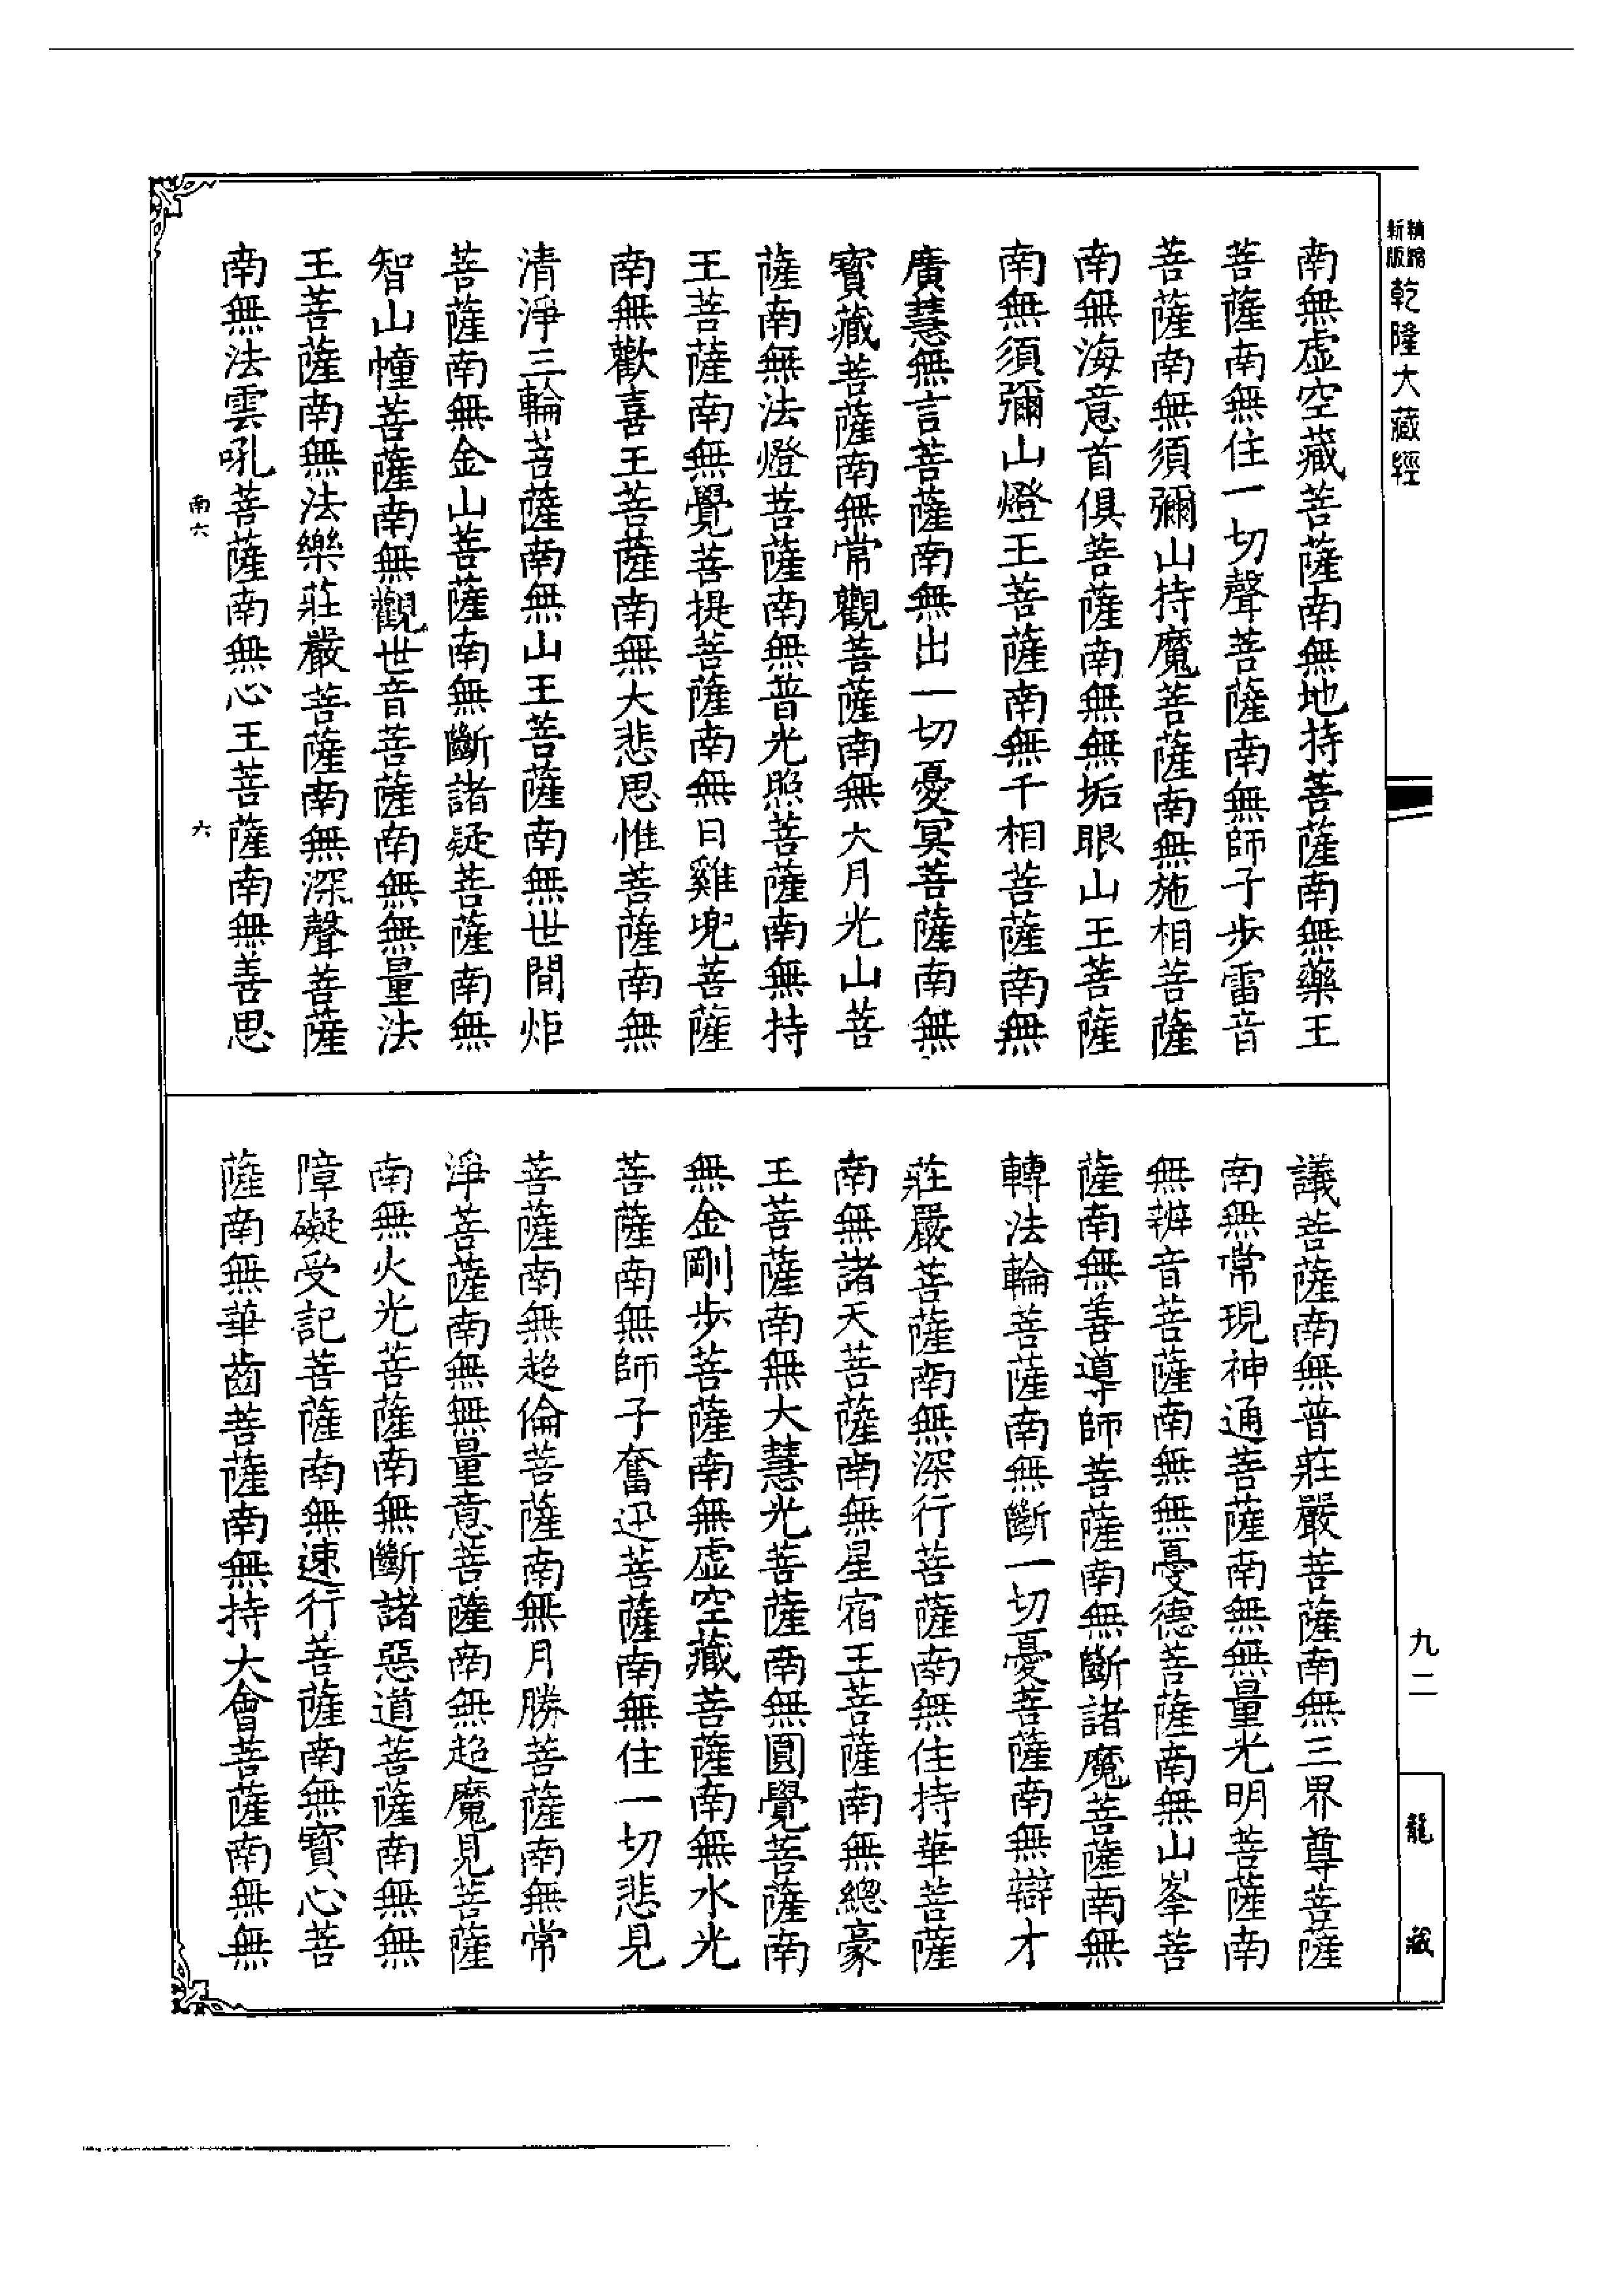 新版 精縮 乾隆大藏經
南無虛空藏菩薩南無地持菩薩南無藥王
菩薩南無住一切聲菩薩南無師子步雷音
菩薩南無須彌山持魔菩薩南無施相菩薩
南無海意首俱菩薩南無無垢眼山王菩薩
南無須彌山燈王菩薩南無千相菩薩南無
廣慧無言菩薩南無出一切憂冥菩薩南無
寶藏菩薩南無常觀菩薩南無大月光山菩
薩南無法燈菩薩南無普光照菩薩南無持
王菩薩南無覺菩提菩薩南無日雞兜菩薩
南無歡喜王菩薩南無大悲思惟菩薩南無
清淨三輪菩薩南無山王菩薩南無世間炬
菩薩南無金山菩薩南無斷諸疑菩薩南無
智山幢菩薩南無觀世音菩薩南無無量法
王菩薩南無法樂莊嚴菩薩南無深聲菩薩
南無法雲吼菩薩南無心王菩薩南無善思
南六 六
議菩薩南無普莊嚴菩薩南無三界尊菩薩
南無常現神通菩薩南無無量光明菩薩南
無辨音菩薩南無無憂德菩薩南無山峯菩
薩南無善導師菩薩南無斷諸魔菩薩南無
轉法輪菩薩南無斷一切憂菩薩南無辯才
莊嚴菩薩南無深行菩薩南無住持華菩薩
南無諸天菩薩南無星宿王菩薩南無總豪
王菩薩南無大慧光菩薩南無圓覺菩薩南
無金剛步菩薩南無虛空藏菩薩南無水光
菩薩南無師子奮迅菩薩南無住一切悲見
菩薩南無超倫菩薩南無月勝菩薩南無常
淨菩薩南無無量意菩薩南無超魔見菩薩
南無火光菩薩南無斷諸惡道菩薩南無無
障礙受記菩薩南無速行菩薩南無寶心菩
薩南無華齒菩薩南無持大會菩薩南無無
九二
龍藏